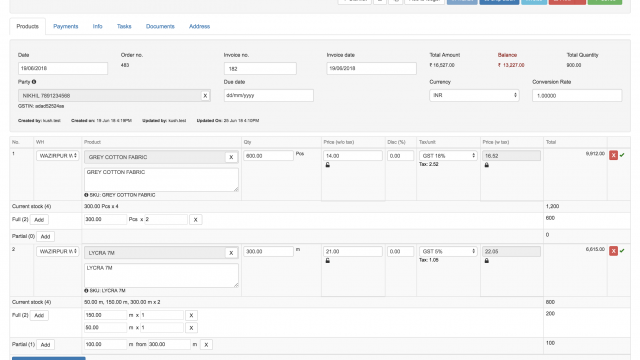 Products Payments Info Tasks Documents Address
Date Order no. Invoice no. Invoice date Total Amount Balance Total Quantity
19/06/2018 483 182 19/06/2018 ₹ 16,527.00 ₹ 13,227.00 900.00
Party Due date Currency Conversion Rate
NIKHIL 7891234566 X dd/mm/yyyy INR 1.00000
GSTIN:
Created by: kush.test Created on: 19 Jun 18 4:19PM Updated by: kush.test Updated On: 25 Jun 18 4:10PM
No. WH Product Qty Price (w/o tax) Disc (%) Tax/unit Price (w tax) Total
1 WAZIRPUR W GREY COTTON FABRIC X 600.00 Pcs 14.00 0.00 GST 18% 16.52 9,912.00 X
Tax: 2.52
GREY COTTON FABRIC
SKU: GREY COTTON FABRIC
Current stock (4) 300.00 Pcs x 4 1,200
Full (2) Add 300.00 Pcs x 2 X 600
Partial (0) Add 0
2 WAZIRPUR W LYCRA 7M X 300.00 m 21.00 0.00 GST 5% 22.05 6,615.00 X
Tax: 1.05
LYCRA 7M
SKU: LYCRA 7M
Current stock (4) 50.00 m, 150.00 m, 300.00 m x 2 800
Full (2) Add 150.00 m x 1 X 200
50.00 m x 1 X
Partial (1) Add 100.00 m from 300.00 m X 100